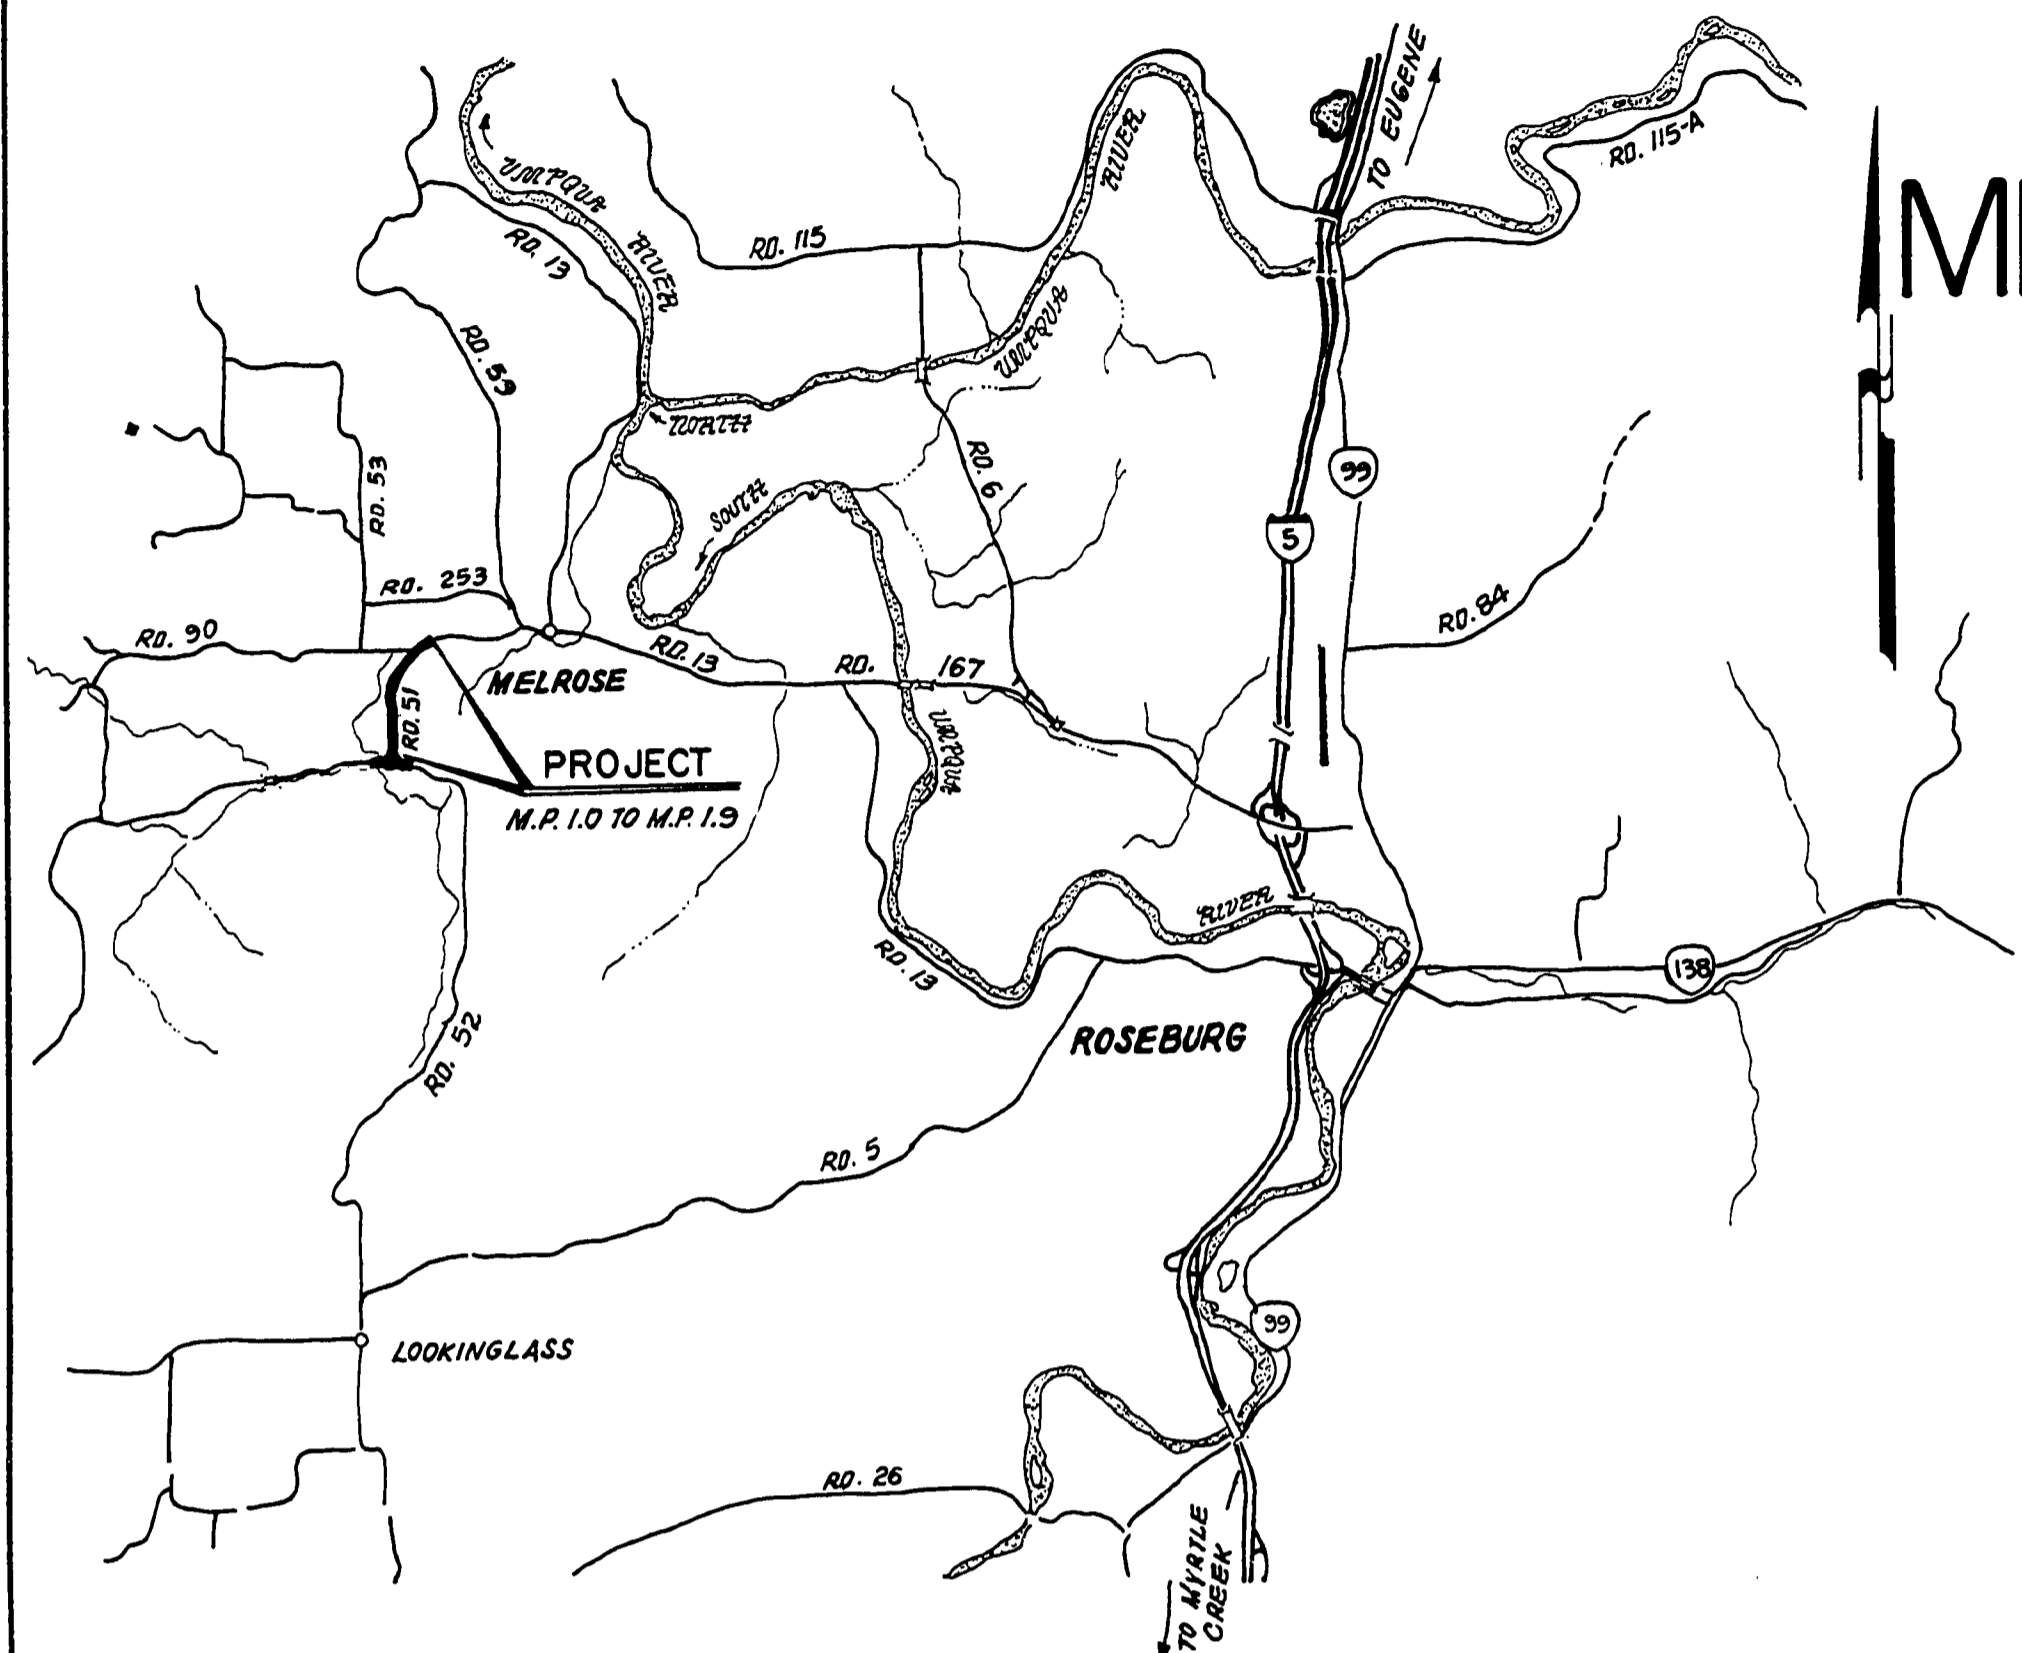 TO EUGENE
RD. 115-A
UMPQUA
RIVER
RIVER
RD. 13
RD. 115
UMPQUA
RD. 59
NORTH
RD. 53
SOUTH
RD. 6
99
5
RD. 253
RD. 84
RD. 90
RD. 13
RD. 167
MELROSE
RD. 51
UMPQUA
PROJECT
M.P. 1.0 TO M.P. 1.9
RIVER
RD. 13
138
RD. 52
ROSEBURG
RD. 5
99
LOOKINGLASS
RD. 26
TO MYRTLE
CREEK